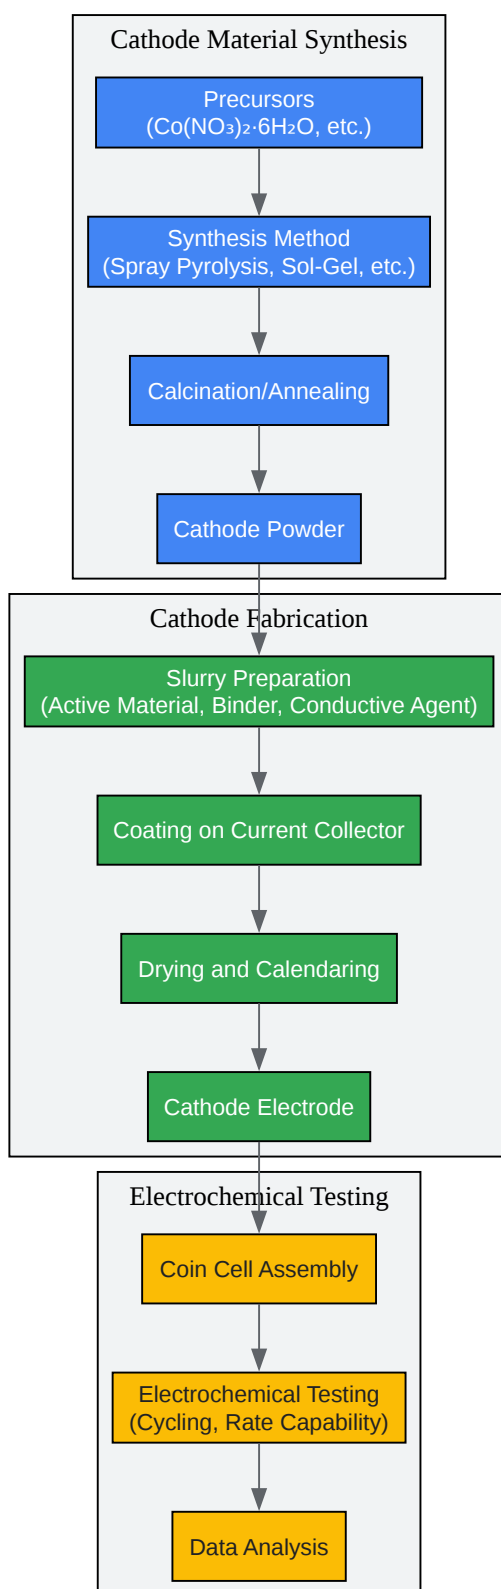 Cathode Material Synthesis
Precursors
(Co(NO₃)₂·6H₂O, etc.)
Synthesis Method
(Spray Pyrolysis, Sol-Gel, etc.)
Calcination/Annealing
Cathode Powder
Cathode Fabrication
Slurry Preparation
(Active Material, Binder, Conductive Agent)
Coating on Current Collector
Drying and Calendaring
Cathode Electrode
Electrochemical Testing
Coin Cell Assembly
Electrochemical Testing
(Cycling, Rate Capability)
Data Analysis